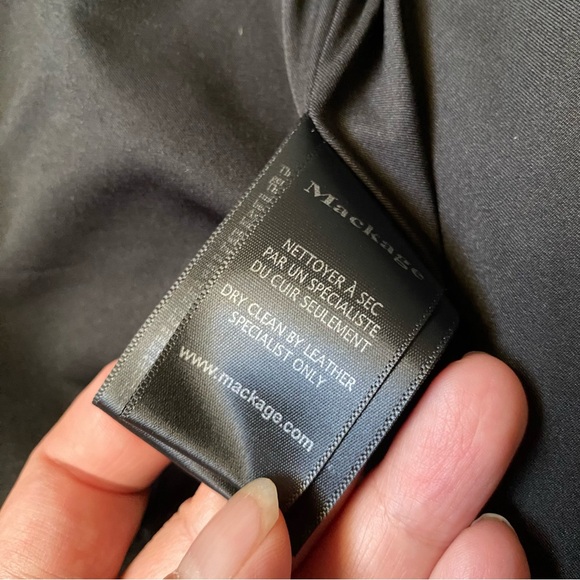 Mackage
NETTOYER À SEC
PAR UN SPÉCIALISTE
DU CUIR SEULEMENT
DRY CLEAN BY LEATHER
SPECIALIST ONLY
www.mackage.com